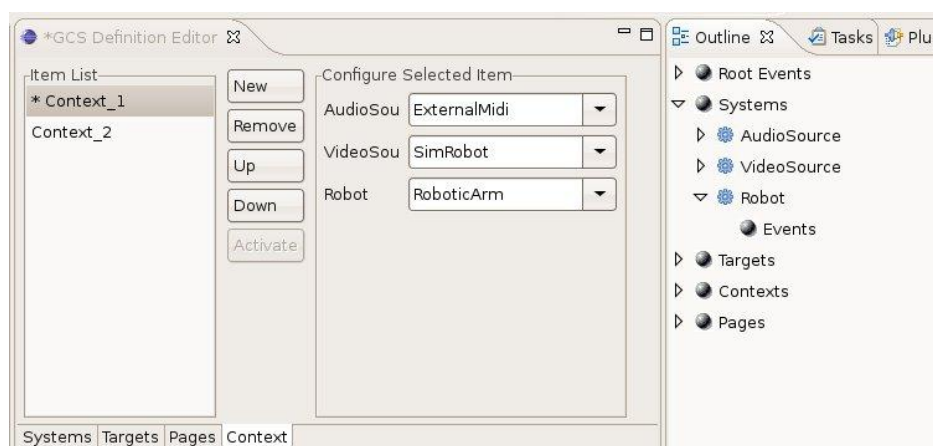 *GCS Definition Editor
Item List
* Context_1
Context_2
New
Remove
Up
Down
Activate
Configure Selected Item
AudioSou ExternalMidi
VideoSou SimRobot
Robot RoboticArm
Systems Targets Pages Context
Outline Tasks Plu
Root Events
Systems
AudioSource
VideoSource
Robot
Events
Targets
Contexts
Pages